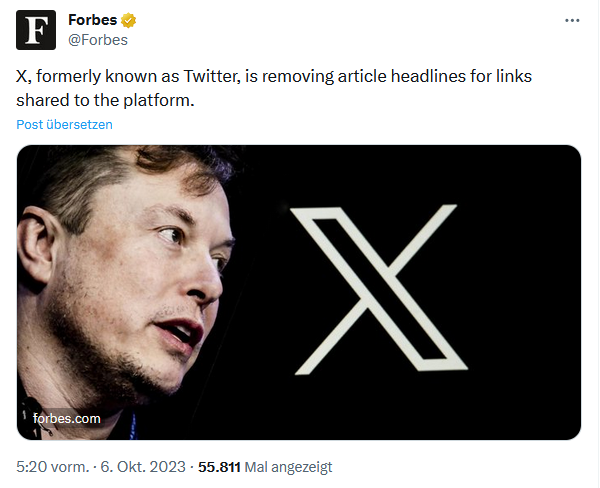 Forbes
@Forbes
X, formerly known as Twitter, is removing article headlines for links
shared to the platform.
Post übersetzen
forbes.com
5:20 vorm. · 6. Okt. 2023 · 55.811 Mal angezeigt